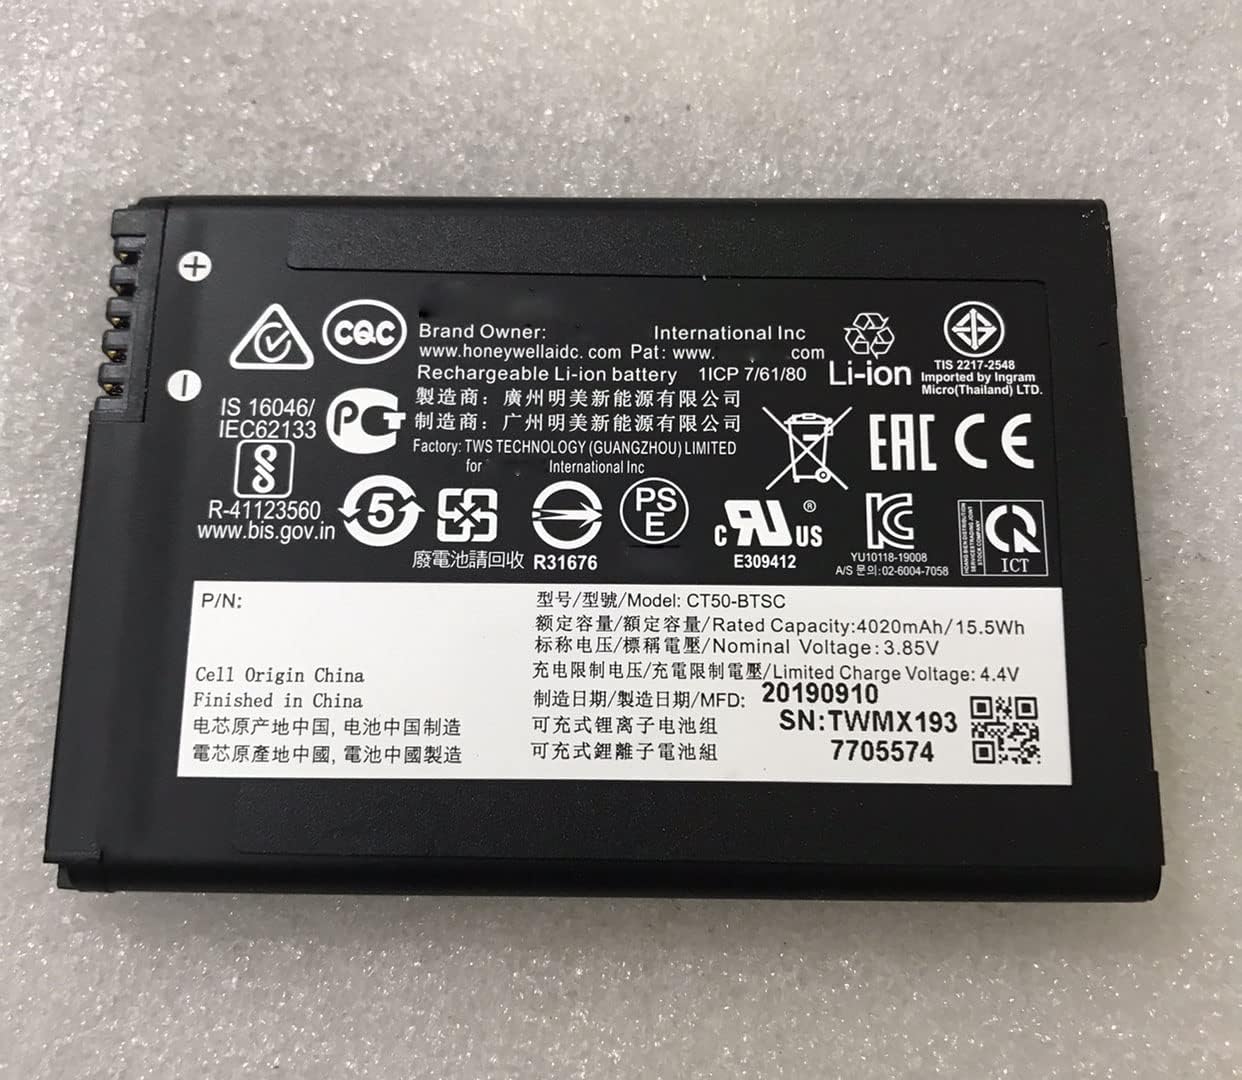 +
CQC
Brand Owner: International Inc
www.honeywellaidc.com Pat: www. .com
Rechargeable Li-ion battery 1ICP 7/61/80
Li-ion
TIS 2217-2548
Imported by Ingram
Micro(Thailand) LTD.
製造商：廣州明美新能源有限公司
制造商：广州明美新能源有限公司
Factory: TWS TECHNOLOGY (GUANGZHOU) LIMITED
for International Inc
IS 16046/
IEC62133
R-41123560
www.bis.gov.in
5
廢電池請回收
R31676
PS
E
c RU US ®
E309412
EAC CE
KC
YU10118-19008
A/S 문의:02-6004-7058
ICT
P/N:
Cell Origin China
Finished in China
电芯原产地中国, 电池中国制造
電芯原產地中國, 電池中國製造
型号/型號/Model: CT50-BTSC
额定容量/額定容量/Rated Capacity:4020mAh/15.5Wh
标称电压/標稱電壓/Nominal Voltage: 3.85V
充电限制电压/充電限制電壓/Limited Charge Voltage: 4.4V
制造日期/製造日期/MFD: 20190910
可充式锂离子电池组 SN:TWMX193
可充式鋰離子電池組 7705574